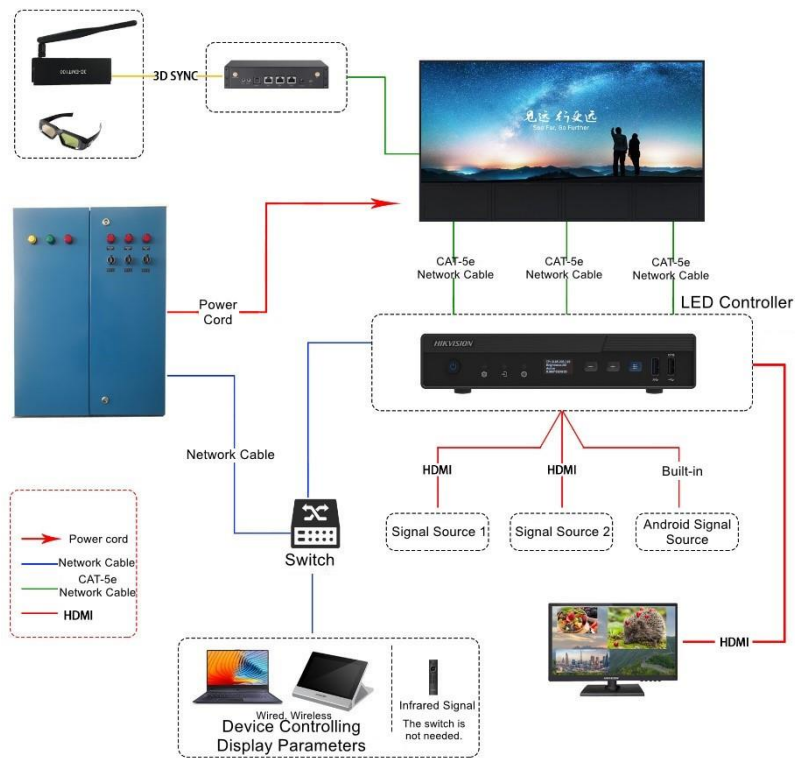 3D SYNC
见远 行更远
See Far, Go Further
CAT-5e
Network Cable
CAT-5e
Network Cable
CAT-5e
Network Cable
LED Controller
Power
Cord
HIKVISION
Network Cable
HDMI
HDMI
Built-in
Signal Source 1
Signal Source 2
Android Signal
Source
Switch
Power cord
Network Cable
CAT-5e
Network Cable
HDMI
HDMI
Wired, Wireless
Device Controlling
Display Parameters
Infrared Signal
The switch is
not needed.